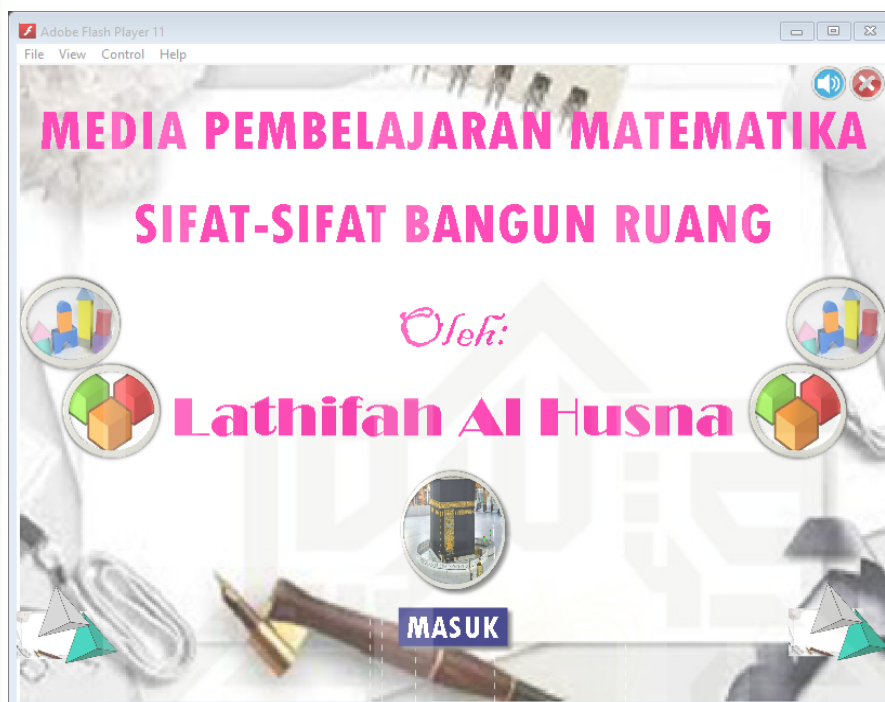 Adobe Flash Player 11
File View Control Help
MEDIA PEMBELAJARAN MATEMATIKA
SIFAT-SIFAT BANGUN RUANG
Oleh:
Lathifah Al Husna
MASUK